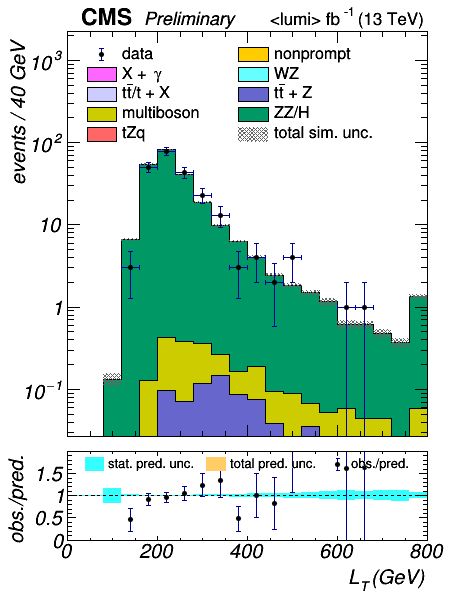 CMS Preliminary <lumi> fb⁻¹ (13 TeV)
events / 40 GeV
10³
10²
10
1
10⁻¹
data
X + γ
tt̄/t + X
multiboson
tZq
nonprompt
WZ
tt̄ + Z
ZZ/H
total sim. unc.
obs./pred.
1.5
1
0.5
0
stat. pred. unc. total pred. unc. obs./pred.
0 200 400 600 800
L_T(GeV)